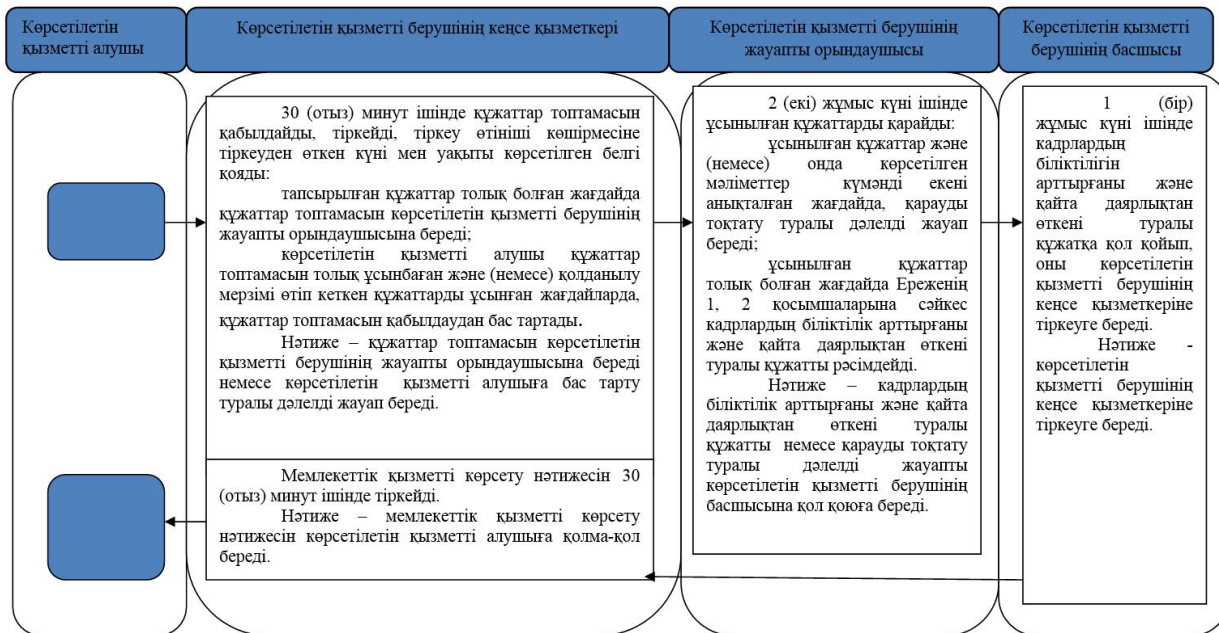 Көрсетілетін
қызметті алушы
Көрсетілетін қызметті берушінің кеңсе қызметкері
Көрсетілетін қызметті берушінің
жауапты орындаушысы
Көрсетілетін қызметті
берушінің басшысы
30 (отыз) минут ішінде құжаттар топтамасын
қабылдайды, тіркейді, тіркеу өтініші көшірмесіне
тіркеуден өткен күні мен уақыты көрсетілген белгі
қояды:
тапсырылған құжаттар толық болған жағдайда
құжаттар топтамасын көрсетілетін қызметті берушінің
жауапты орындаушысына береді;
көрсетілетін қызметті алушы құжаттар
топтамасын толық ұсынбаған және (немесе) қолданылу
мерзімі өтіп кеткен құжаттарды ұсынған жағдайларда,
құжаттар топтамасын қабылдаудан бас тартады.
Нәтиже – құжаттар топтамасын көрсетілетін
қызметті берушінің жауапты орындаушысына береді
немесе көрсетілетін қызметті алушыға бас тарту
туралы дәлелді жауап береді.
Мемлекеттік қызметті көрсету нәтижесін 30
(отыз) минут ішінде тіркейді.
Нәтиже – мемлекеттік қызметті көрсету
нәтижесін көрсетілетін қызметті алушыға қолма-қол
береді.
2 (екі) жұмыс күні ішінде
ұсынылған құжаттарды қарайды:
ұсынылған құжаттар және
(немесе) онда көрсетілген
мәліметтер күмәнді екені
анықталған жағдайда, қарауды
тоқтату туралы дәлелді жауап
береді;
ұсынылған құжаттар
толық болған жағдайда Ереженің
1, 2 қосымшаларына сәйкес
кадрлардың біліктілік арттырғаны
және қайта даярлықтан өткені
туралы құжатты рәсімдейді.
Нәтиже – кадрлардың
біліктілік арттырғаны және қайта
даярлықтан өткені туралы
құжатты немесе қарауды тоқтату
туралы дәлелді жауапты
көрсетілетін қызметті берушінің
басшысына қол қоюға береді.
1 (бір)
жұмыс күні ішінде
кадрлардың
біліктілігін
арттырғаны және
қайта даярлықтан
өткені туралы
құжатқа қол қойып,
оны көрсетілетін
қызметті берушінің
кеңсе қызметкеріне
тіркеуге береді.
Нәтиже -
көрсетілетін
қызметті берушінің
кеңсе қызметкеріне
тіркеуге береді.